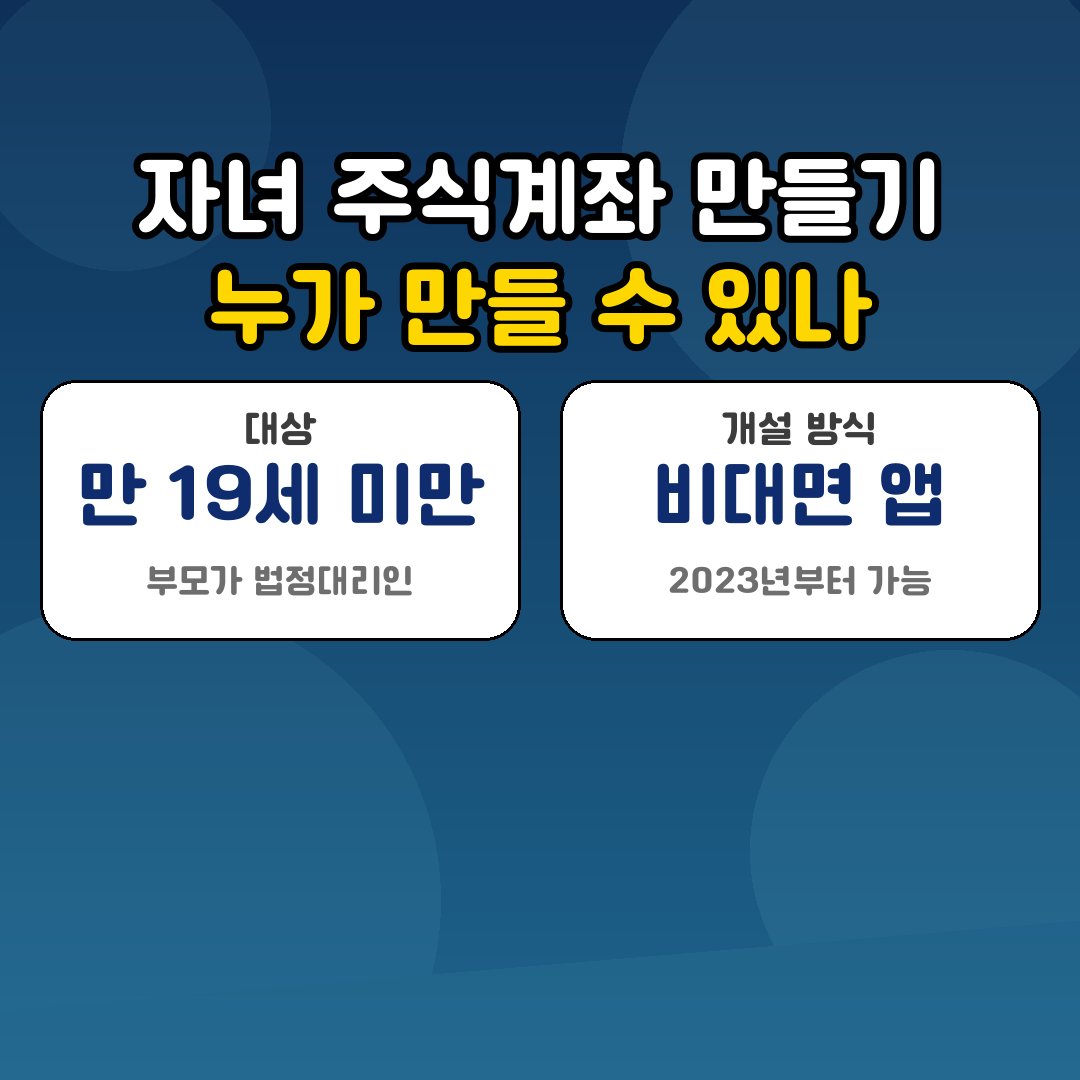 자녀 주식계좌 만들기
누가 만들 수 있나
대상
만 19세 미만
부모가 법정대리인
개설 방식
비대면 앱
2023년부터 가능